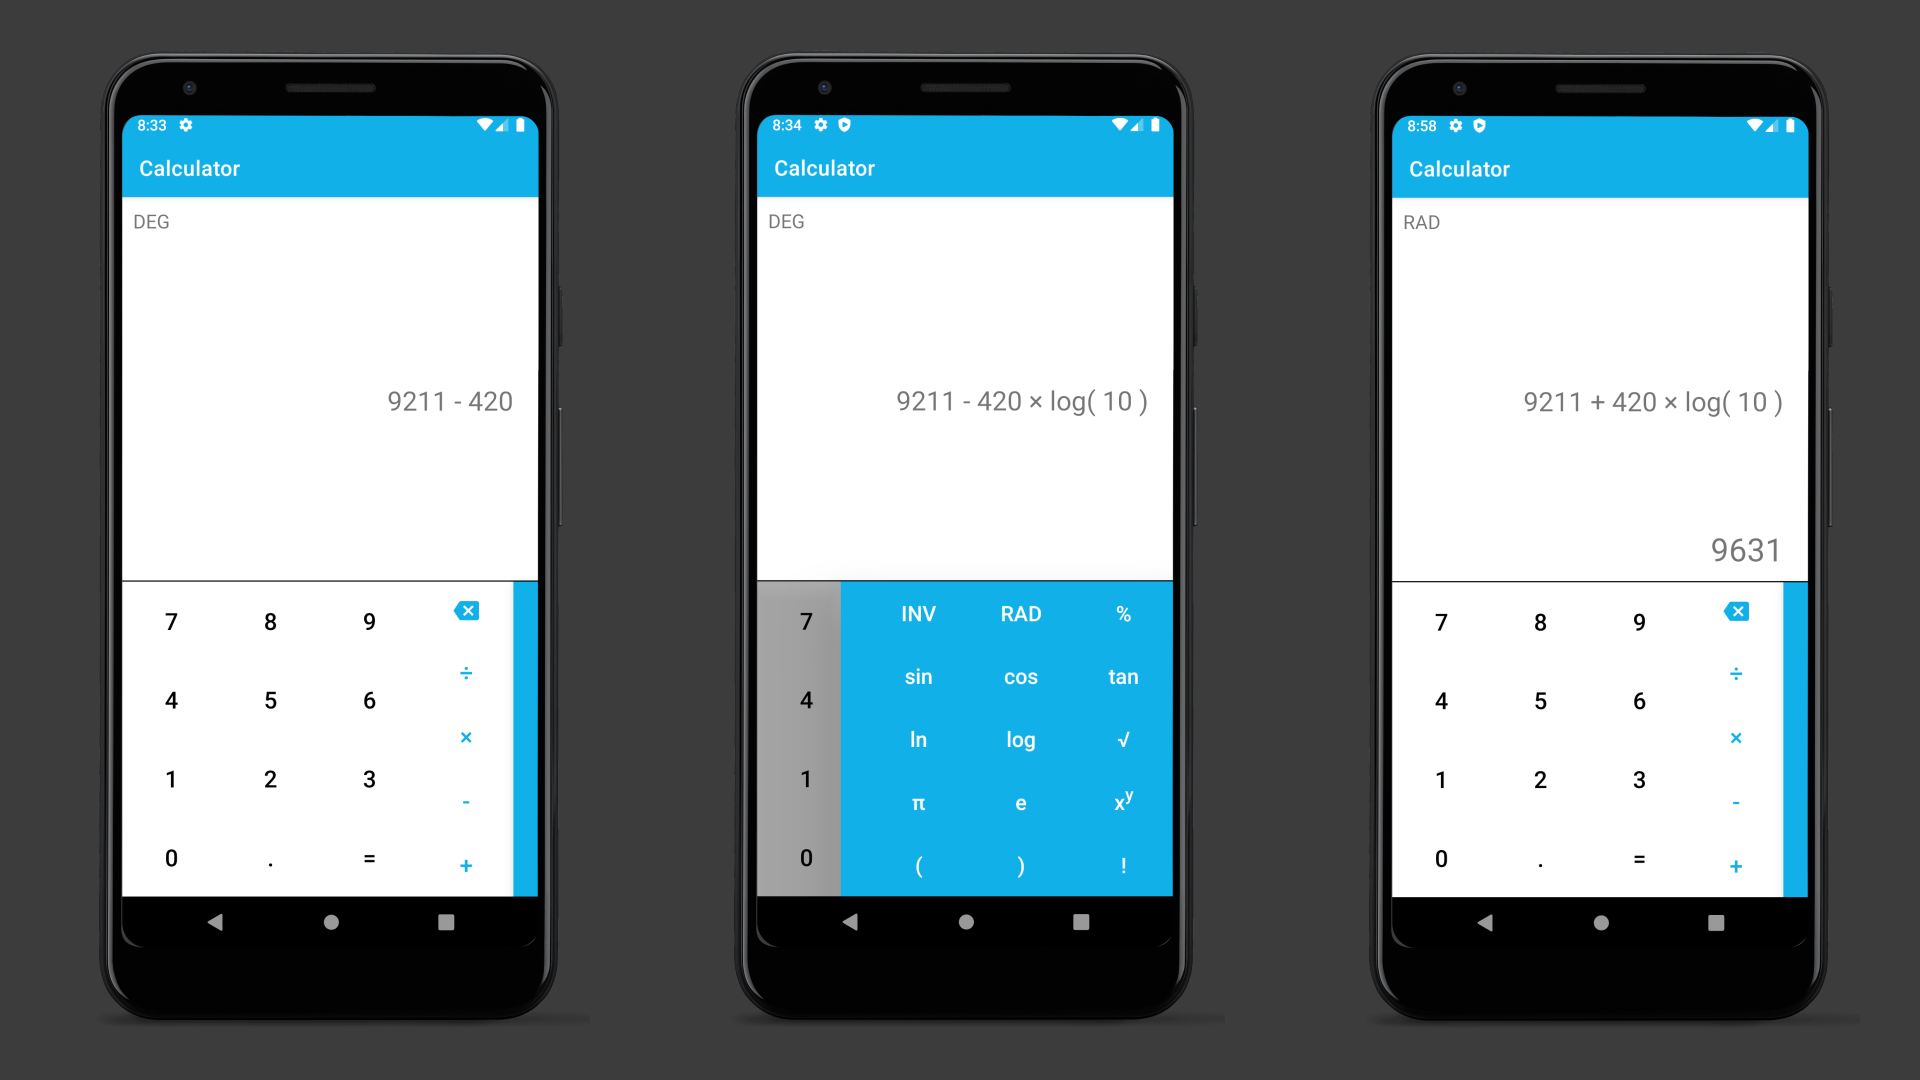 8:33
Calculator
DEG
9211 - 420
7 8 9
÷
4 5 6
×
1 2 3
-
0 . =
+
8:34
Calculator
DEG
9211 - 420 × log( 10 )
7 INV RAD %
sin cos tan
4
ln log √
1
π e xʸ
0 ( ) !
8:58
Calculator
RAD
9211 + 420 × log( 10 )
9631
7 8 9
÷
4 5 6
×
1 2 3
-
0 . =
+